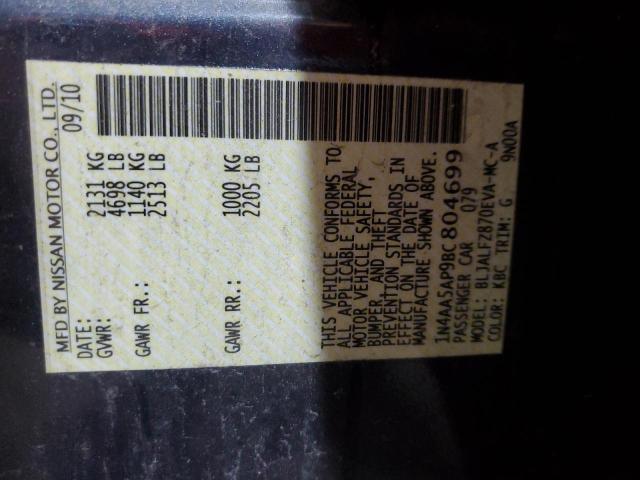 MFD BY NISSAN MOTOR CO., LTD.
DATE: 09/10
GVWR: 2131 KG
4698 LB
GAWR FR.: 1140 KG
2513 LB
GAWR RR.: 1000 KG
2205 LB
THIS VEHICLE CONFORMS TO
ALL APPLICABLE FEDERAL
MOTOR VEHICLE SAFETY,
BUMPER, AND THEFT
PREVENTION STANDARDS IN
EFFECT ON THE DATE OF
MANUFACTURE SHOWN ABOVE.
1N4AA5AP9BC804699
PASSENGER CAR 079
MODEL: BLJALFZ870EVA-MC-A
COLOR: KBC TRIM: G 9N00A